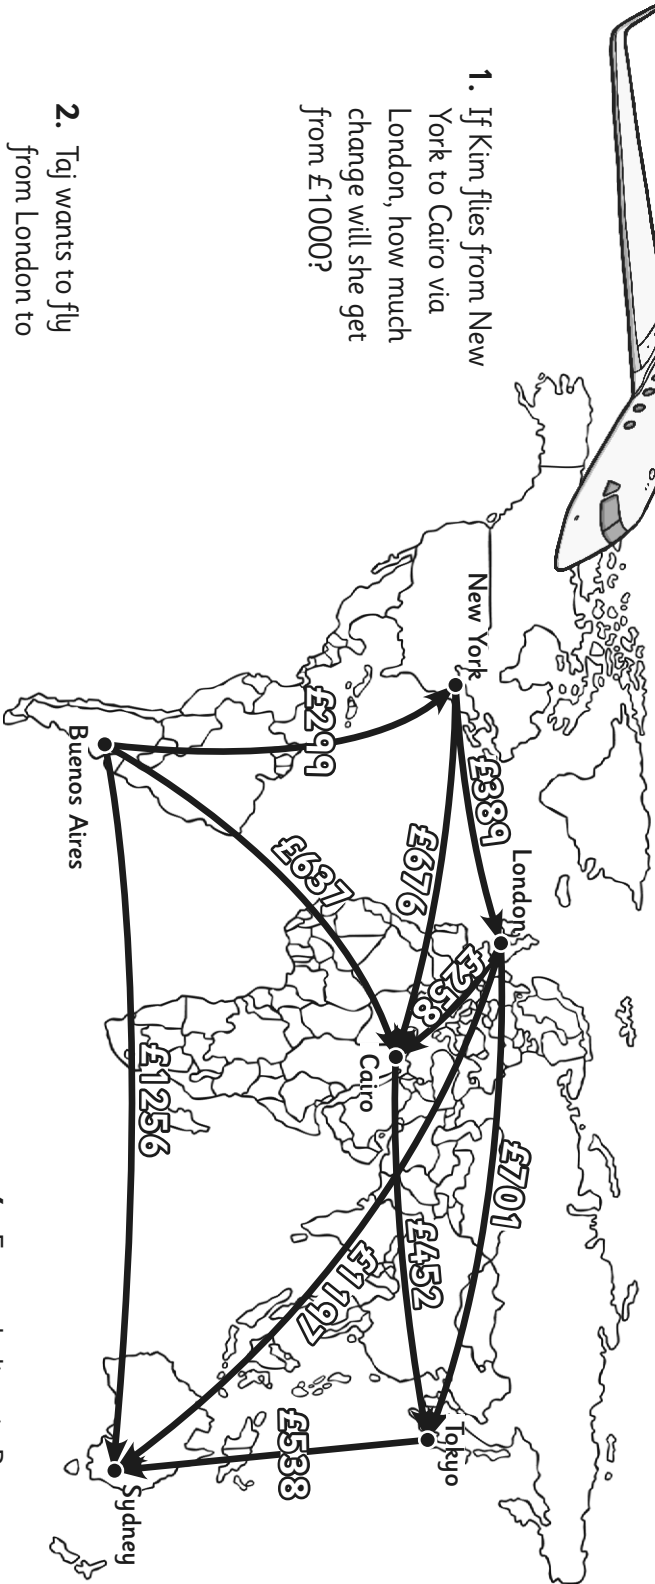 1. If Kim flies from New
York to Cairo via
London, how much
change will she get
from £1000?
2. Taj wants to fly
from London to
New York
London
Cairo
Tokyo
Sydney
Buenos Aires
£299
£389
£676
£637
£258
£701
£452
£1197
£1256
£538